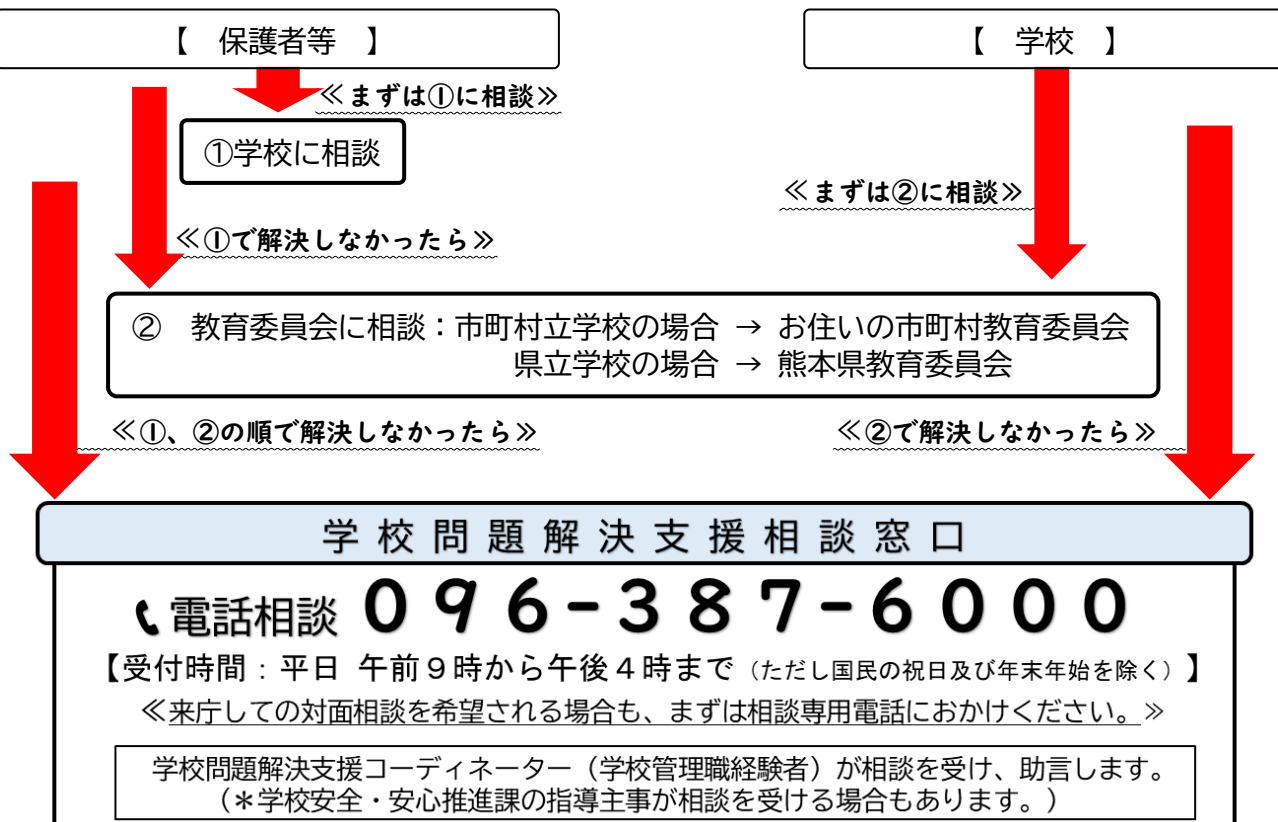 【　保護者等　】
【　学校　】
≪まずは①に相談≫
①学校に相談
≪まずは②に相談≫
≪①で解決しなかったら≫
②　教育委員会に相談：市町村立学校の場合 → お住いの市町村教育委員会
県立学校の場合 → 熊本県教育委員会
≪①、②の順で解決しなかったら≫
≪②で解決しなかったら≫
学校問題解決支援相談窓口
電話相談 ０９６-３８７-６０００
【受付時間：平日 午前９時から午後４時まで（ただし国民の祝日及び年末年始を除く）】
≪来庁しての対面相談を希望される場合も、まずは相談専用電話におかけください。≫
学校問題解決支援コーディネーター（学校管理職経験者）が相談を受け、助言します。
（＊学校安全・安心推進課の指導主事が相談を受ける場合もあります。）